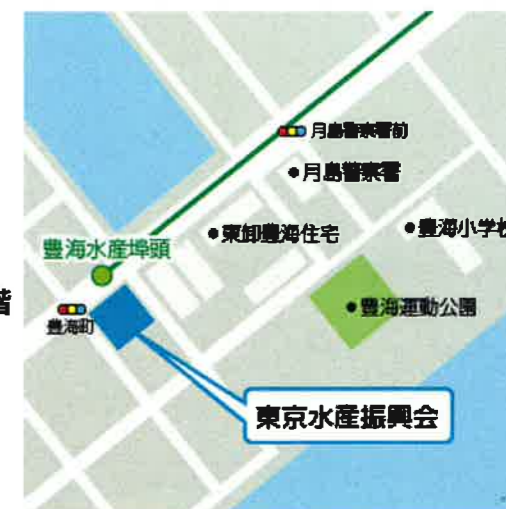 月島警察署前
月島警察署
東卸豊海住宅
豊海小学校
豊海水産埠頭
階
豊海運動公園
豊海町
東京水産振興会